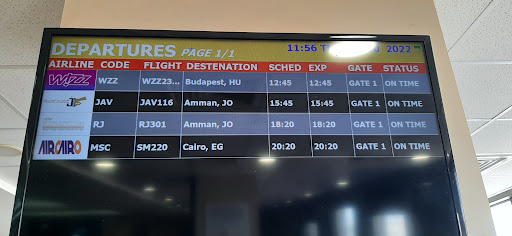 DEPARTURES PAGE 1/1 11:56 2022
AIRLINE CODE FLIGHT DESTENATION SCHED EXP GATE STATUS
WIZZ WZZ WZZ23... Budapest, HU 12:45 12:45 GATE 1 ON TIME
JAV JAV116 Amman, JO 15:45 15:45 GATE 1 ON TIME
RJ RJ301 Amman, JO 18:20 18:20 GATE 1 ON TIME
AIRCAIRO MSC SM220 Cairo, EG 20:20 20:20 GATE 1 ON TIME